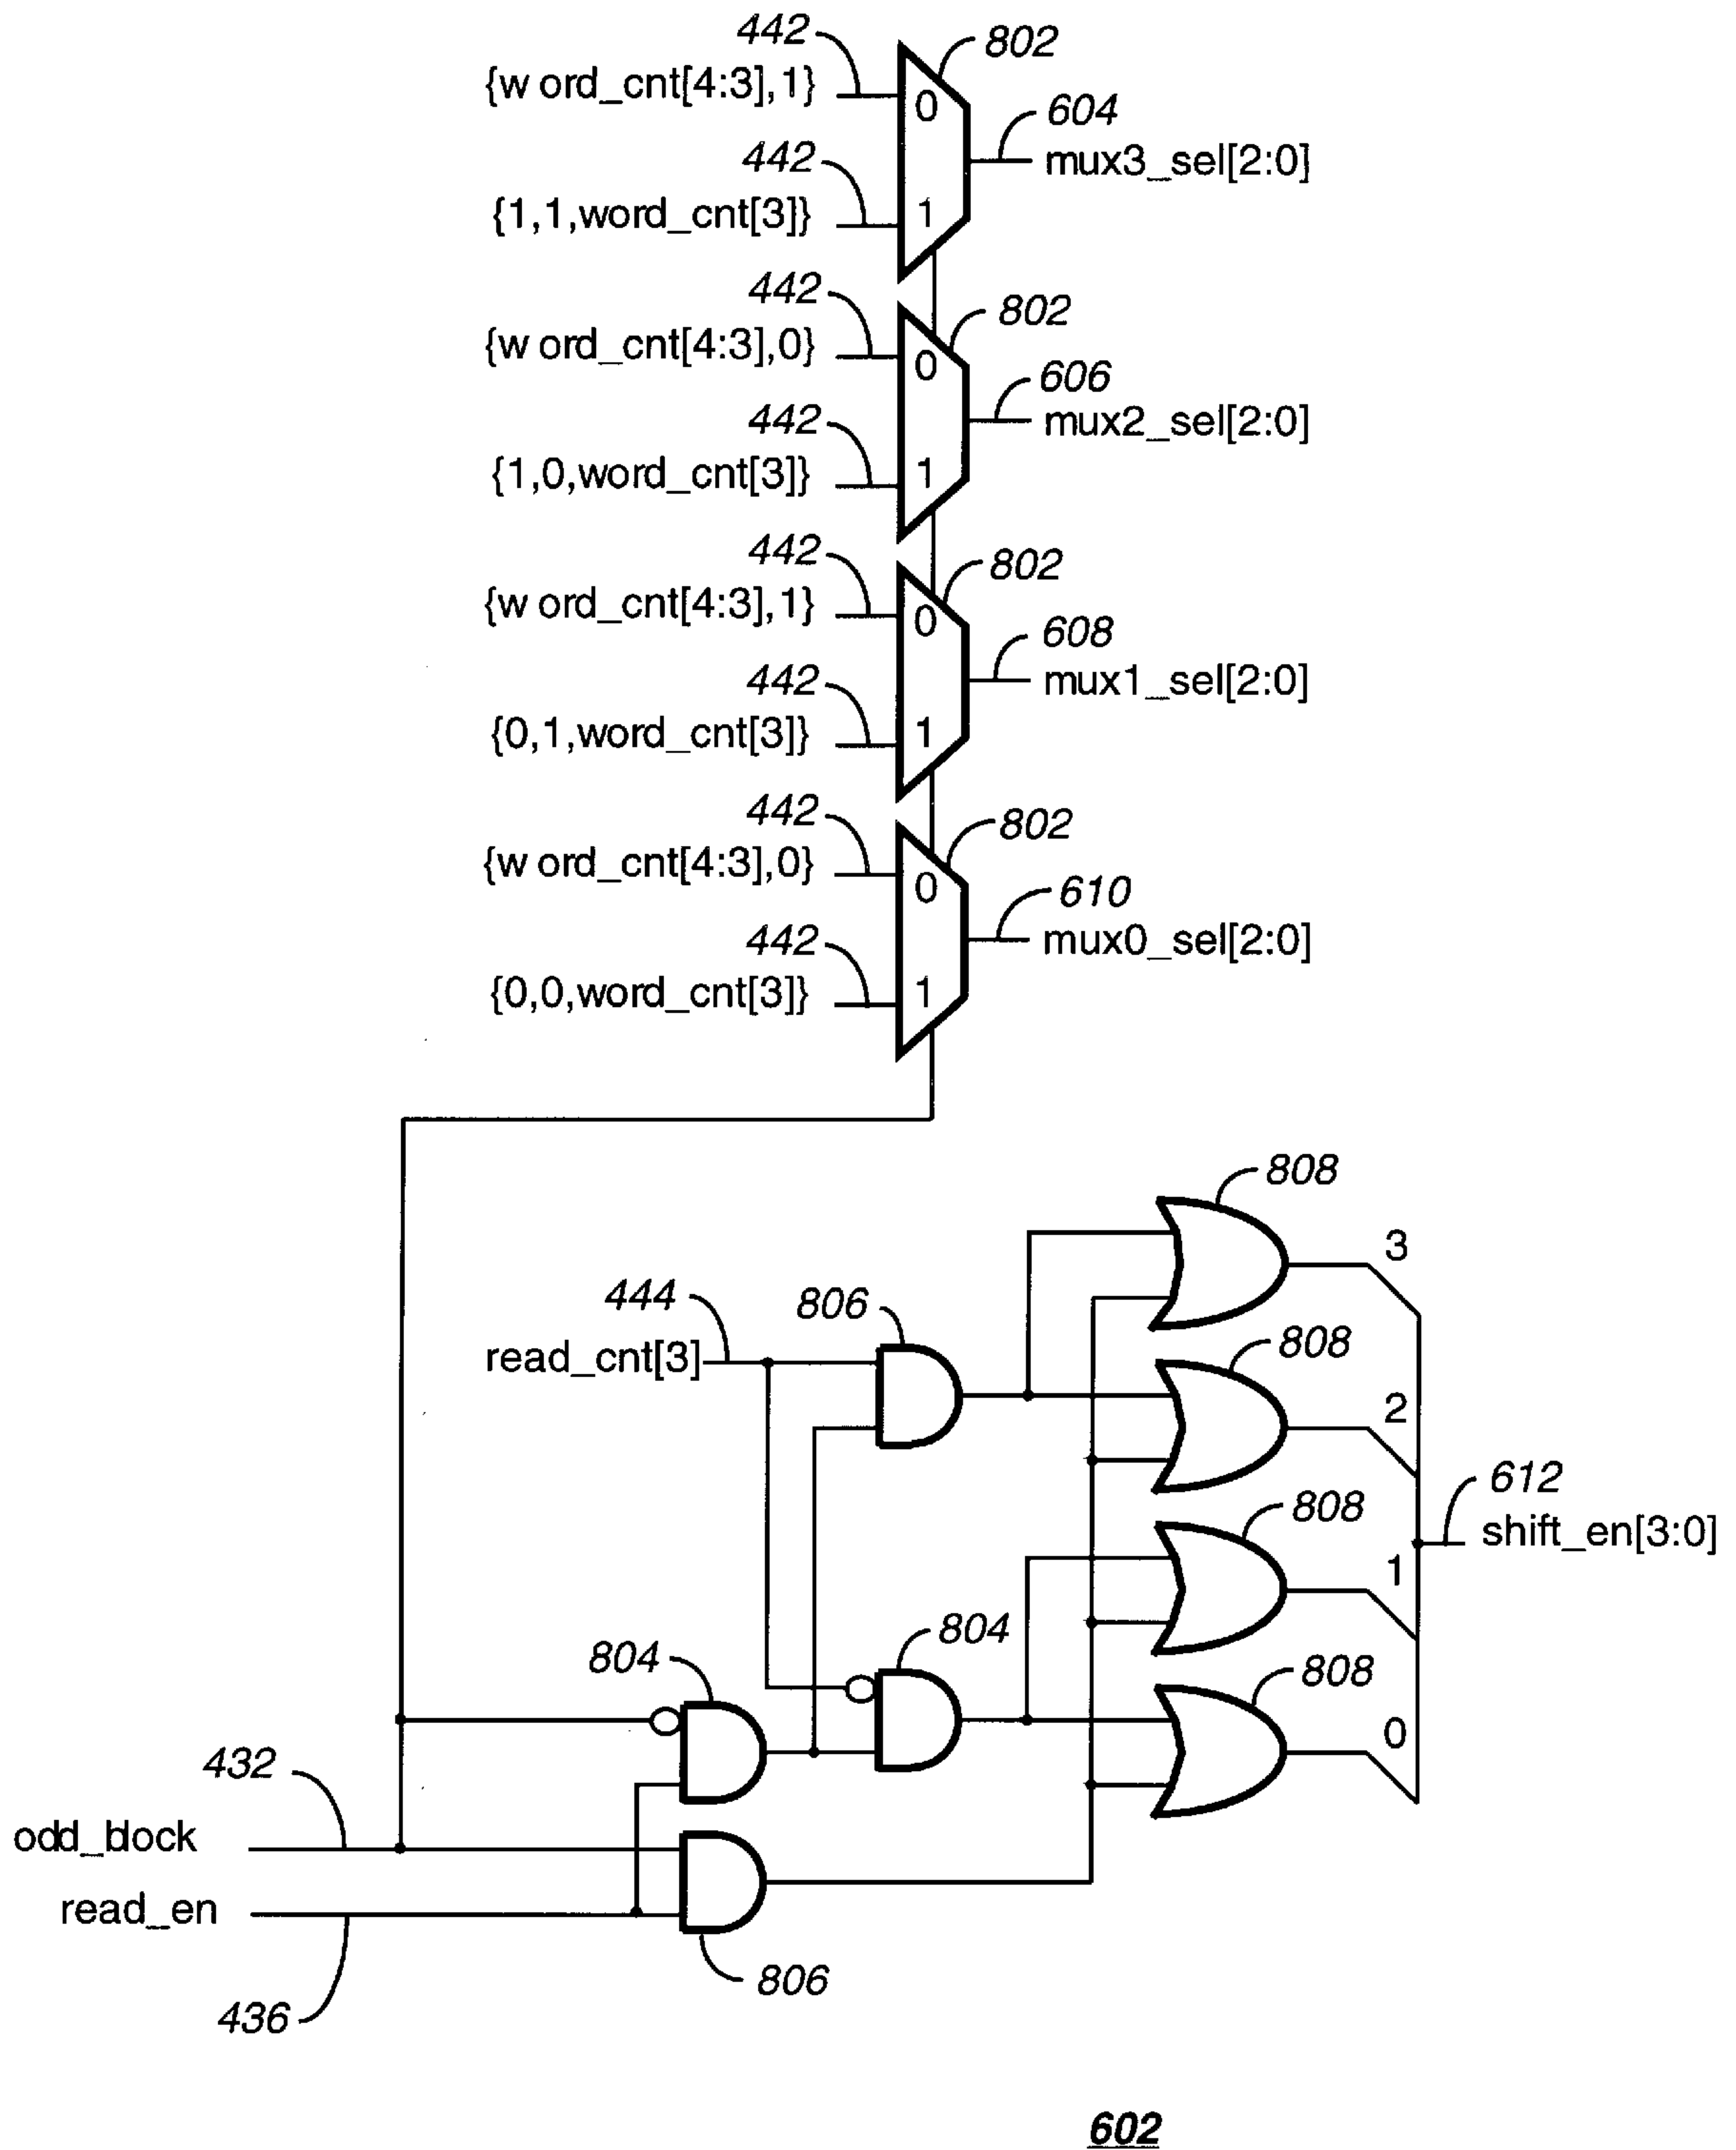 442
802
{w ord_cnt[4:3],1}
0
604
mux3_sel[2:0]
442
{1,1,word_cnt[3]}
1
442
802
{w ord_cnt[4:3],0}
0
606
mux2_sel[2:0]
442
{1,0,word_cnt[3]}
1
442
802
{w ord_cnt[4:3],1}
0
608
mux1_sel[2:0]
442
{0,1,word_cnt[3]}
1
442
802
{w ord_cnt[4:3],0}
0
610
mux0_sel[2:0]
442
{0,0,word_cnt[3]}
1
808
3
444
806
read_cnt[3]
808
2
612
808
shift_en[3:0]
1
804
804
808
0
432
odd_block
read_en
806
436
602